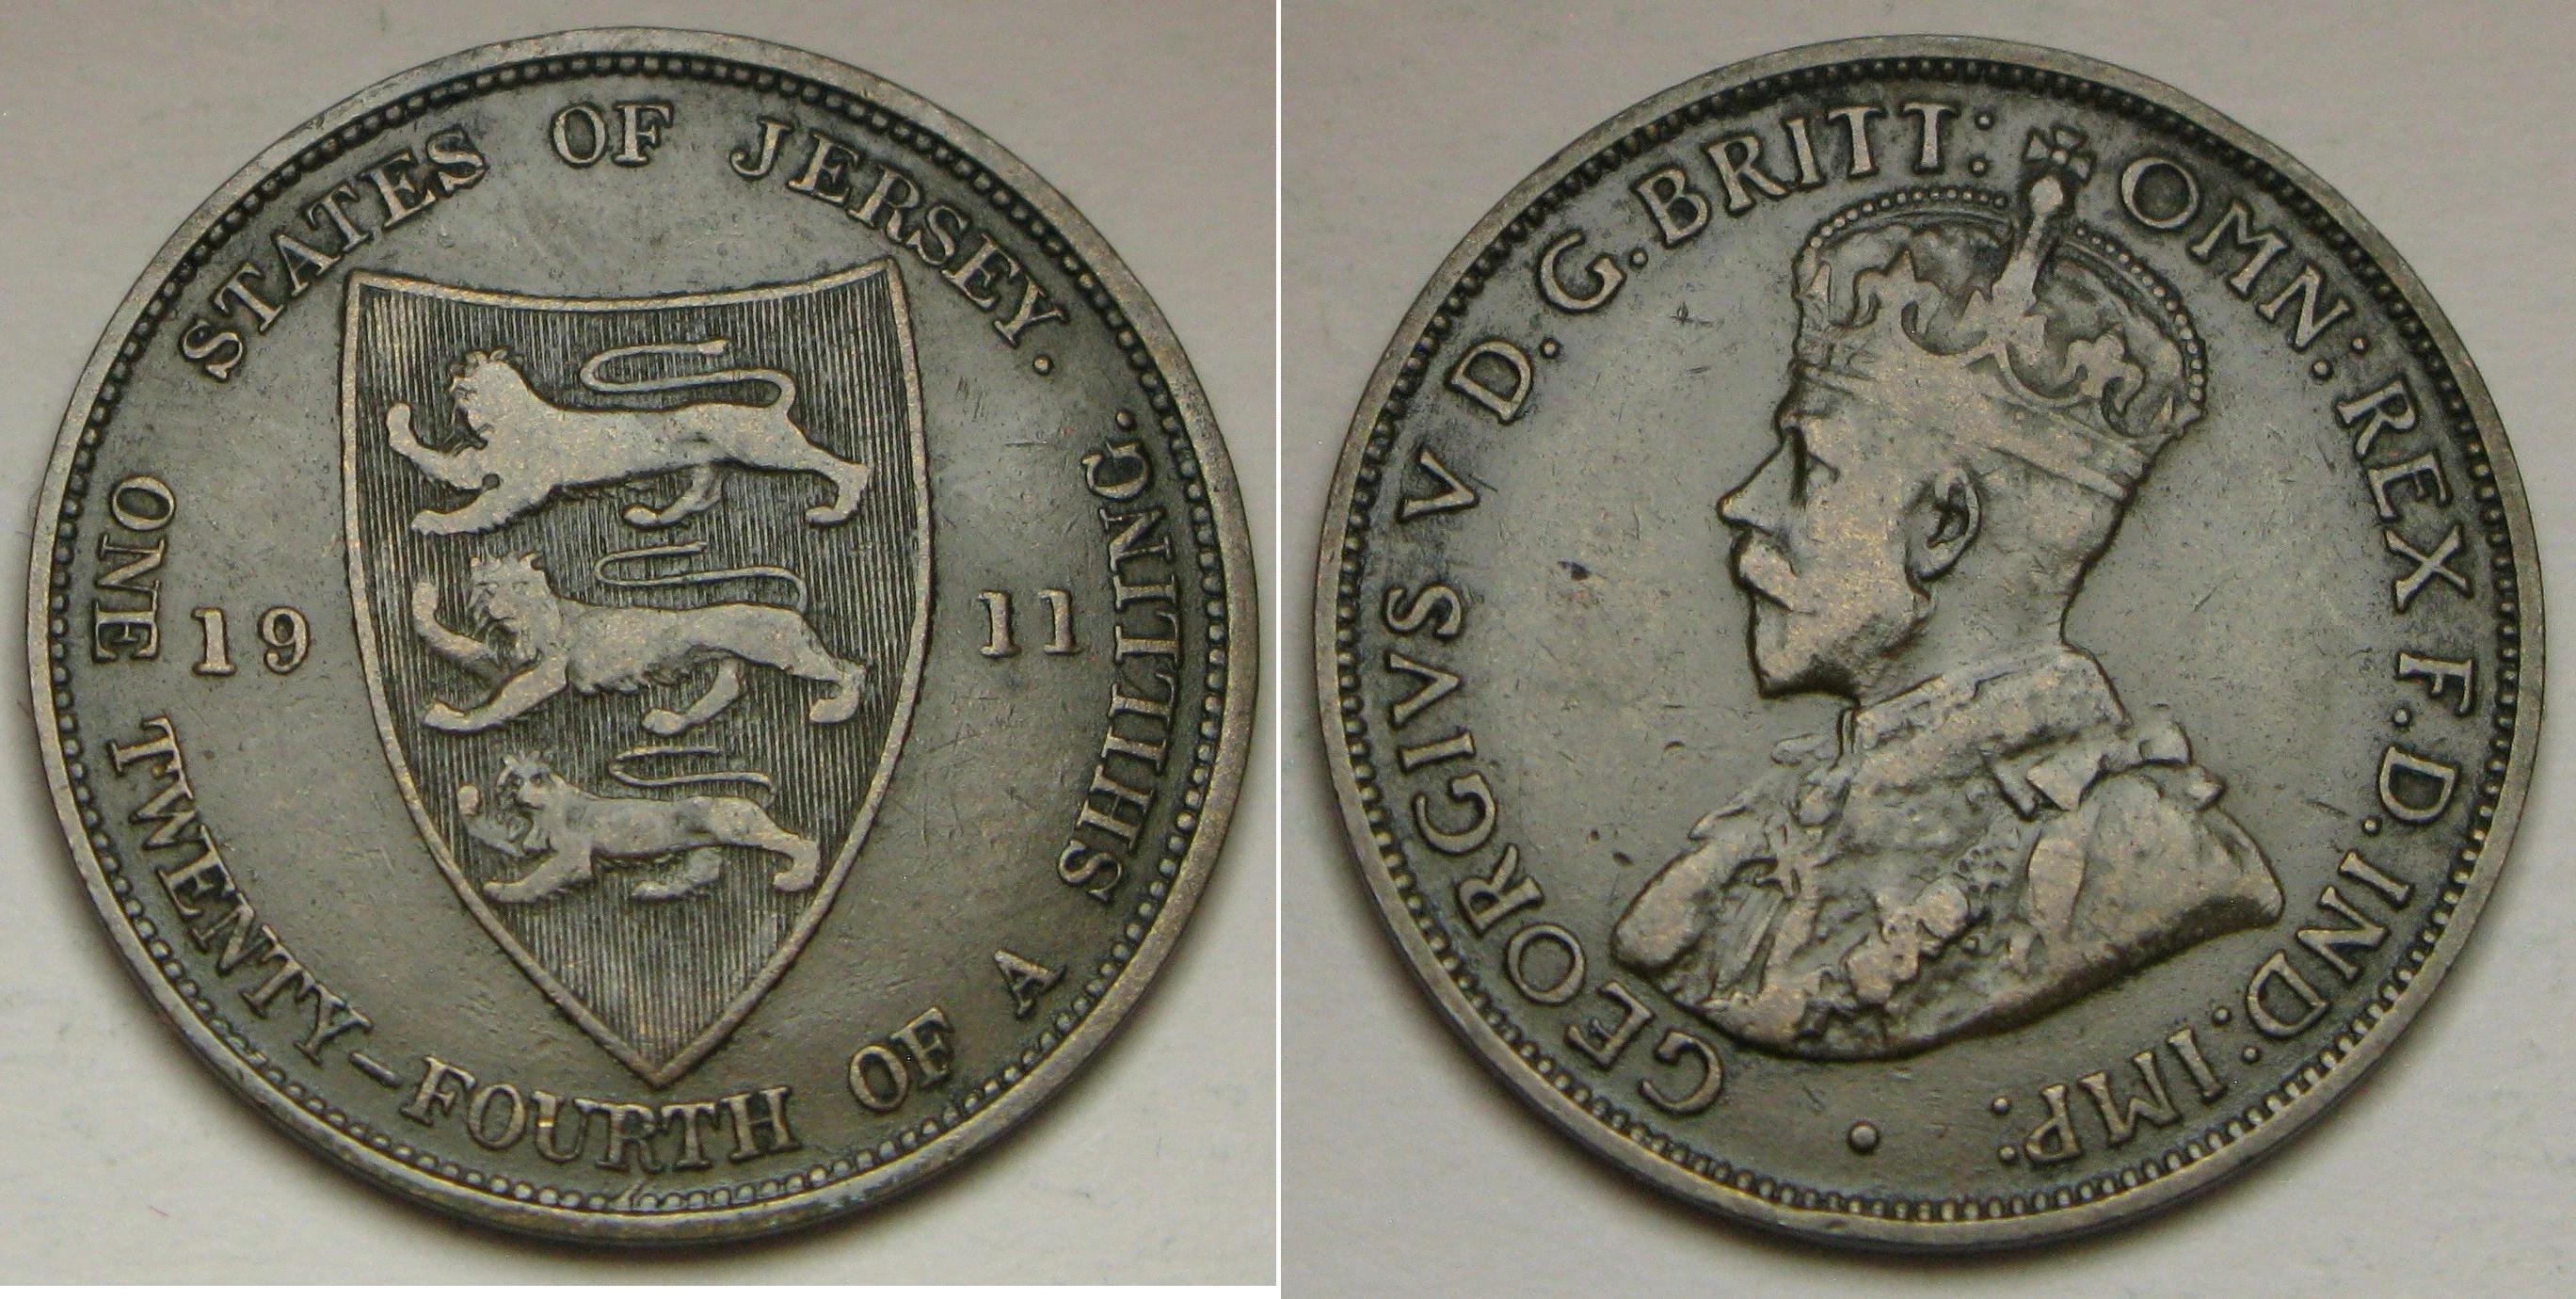 STATES OF JERSEY.
19 11
ONE TWENTY-FOURTH OF A SHILLING.
GEORGIVS V D.G.BRITT: OMN: REX F.D.IND: IMP: